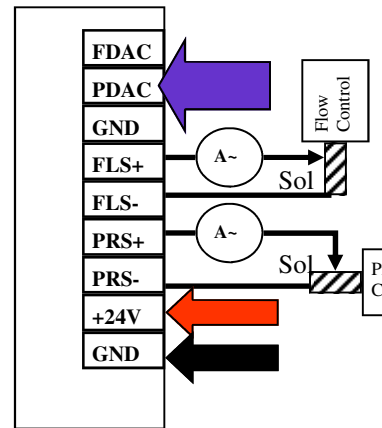 FDAC
PDAC
GND
FLS+
FLS-
PRS+
PRS-
+24V
GND
A~
Sol
A~
Sol
Flow
Control
P
C